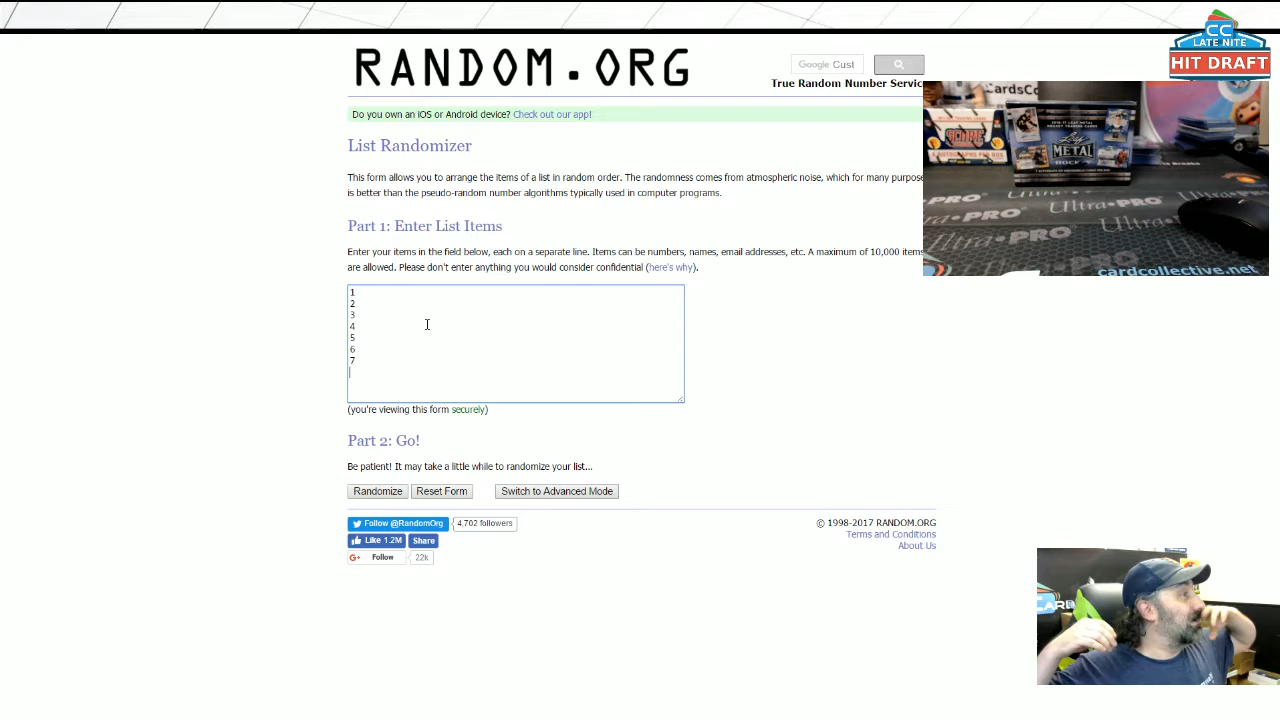 RANDOM.ORG
Google Cust
True Random Number Servic
CC
LATE NITE
HIT DRAFT
Do you own an iOS or Android device? Check out our app!
List Randomizer
This form allows you to arrange the items of a list in random order. The randomness comes from atmospheric noise, which for many purpose
is better than the pseudo-random number algorithms typically used in computer programs.
Part 1: Enter List Items
Enter your items in the field below, each on a separate line. Items can be numbers, names, email addresses, etc. A maximum of 10,000 items
are allowed. Please don't enter anything you would consider confidential (here's why).
1
2
3
4
5
6
7
(you're viewing this form securely)
Part 2: Go!
Be patient! It may take a little while to randomize your list...
Randomize
Reset Form
Switch to Advanced Mode
Follow @RandomOrg
4,702 followers
Like 1.2M
Share
Follow
22k
© 1998-2017 RANDOM.ORG
Terms and Conditions
About Us
CardsCo
SCORE
Leaf
METAL
Ultra·PRO
Ultra·PRO
cardcollective.net